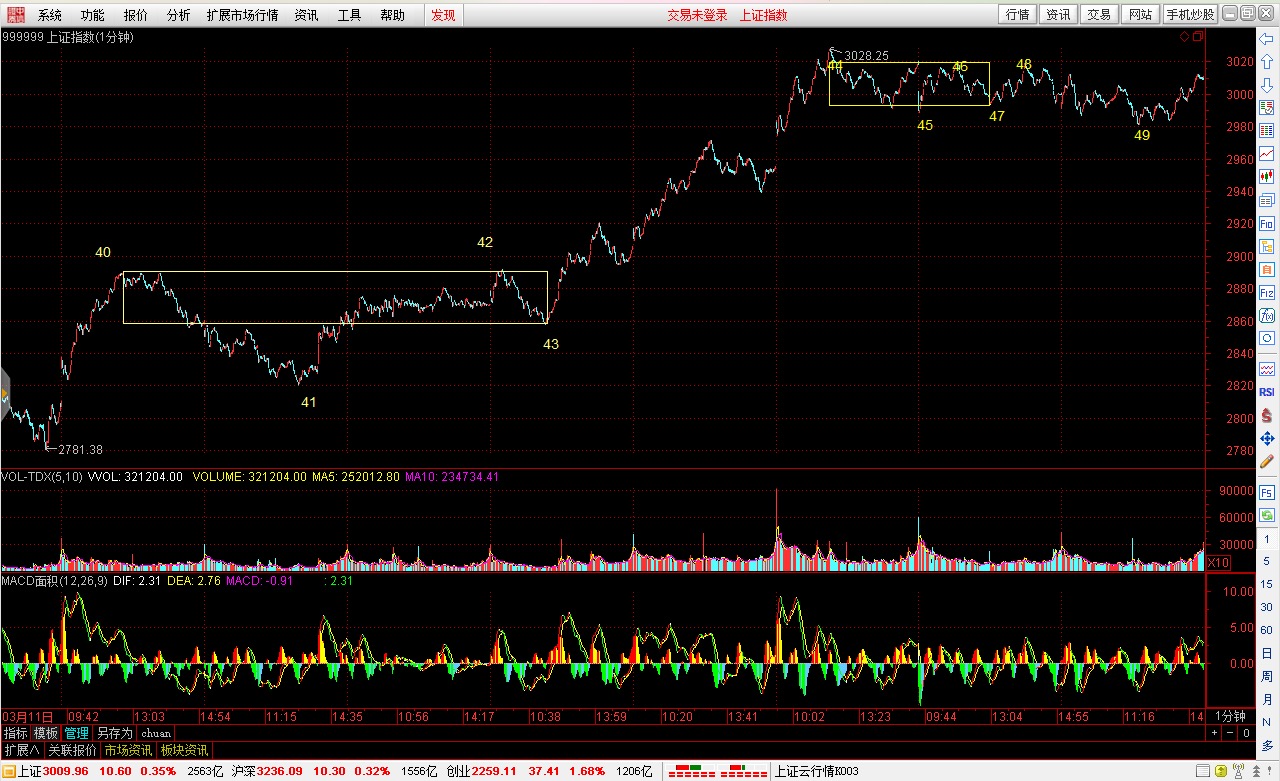 系统 功能 报价 分析 扩展市场行情 资讯 工具 帮助 发现 交易未登录 上证指数 行情 资讯 交易 网站 手机炒股
999999 上证指数(1分钟)
3028.25
44 46 48
45 47 49
40 42
41 43
2781.38
3020
3000
2980
2960
2940
2920
2900
2880
2860
2840
2820
2800
2780
VOL-TDX(5,10) VVOL: 321204.00 VOLUME: 321204.00 MA5: 252012.80 MA10: 234734.41
90000
60000
30000
X10
MACD面积(12,26,9) DIF: 2.31 DEA: 2.76 MACD: -0.91 : 2.31
10.00
5.00
0.00
03月11日 09:42 13:03 14:54 11:15 14:35 10:56 14:17 10:38 13:59 10:20 13:41 10:02 13:23 09:44 13:04 14:55 11:16 14 1分钟
指标 模板 管理 另存为 chuan + - 0
扩展∧ 关联报价 市场资讯 板块资讯
上证3009.96 10.60 0.35% 2563亿 沪深3236.09 10.30 0.32% 1556亿 创业2259.11 37.41 1.68% 1206亿 上证云行情K003
F10
F12
f(x)
RSI
F5
1
5
15
30
60
日
周
月
N
多